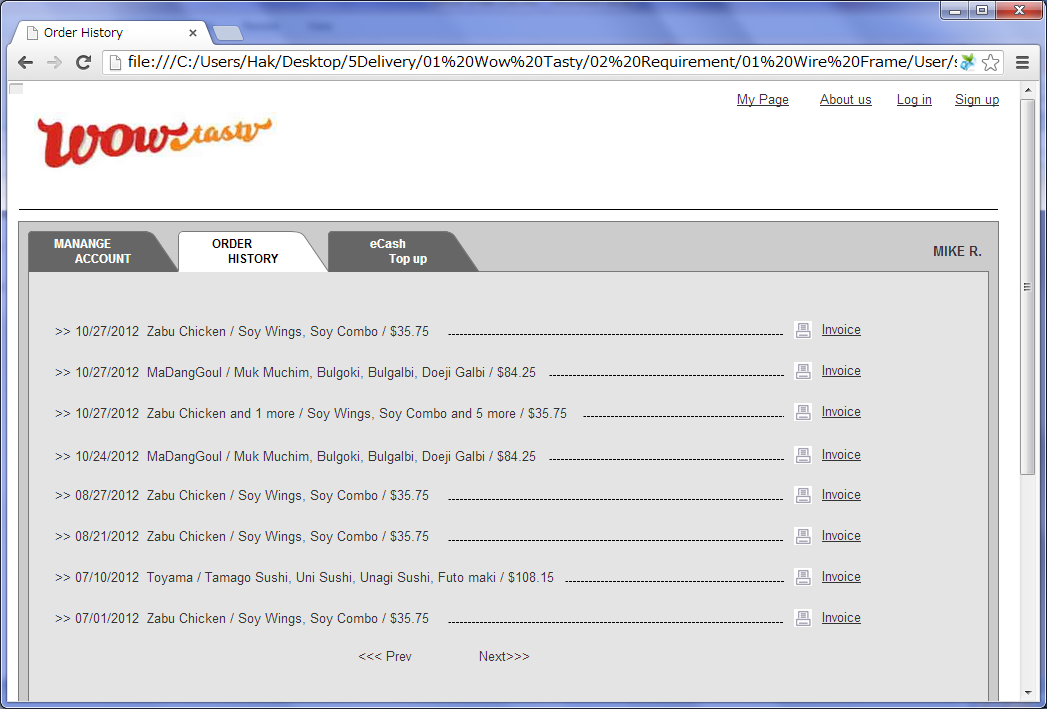 Order History
file:///C:/Users/Hak/Desktop/5Delivery/01%20Wow%20Tasty/02%20Requirement/01%20Wire%20Frame/User/s
My Page About us Log in Sign up
Wow tasty
MANANGE
ACCOUNT
ORDER
HISTORY
eCash
Top up
MIKE R.
>> 10/27/2012 Zabu Chicken / Soy Wings, Soy Combo / $35.75 Invoice
>> 10/27/2012 MaDangGoul / Muk Muchim, Bulgoki, Bulgalbi, Doeji Galbi / $84.25 Invoice
>> 10/27/2012 Zabu Chicken and 1 more / Soy Wings, Soy Combo and 5 more / $35.75 Invoice
>> 10/24/2012 MaDangGoul / Muk Muchim, Bulgoki, Bulgalbi, Doeji Galbi / $84.25 Invoice
>> 08/27/2012 Zabu Chicken / Soy Wings, Soy Combo / $35.75 Invoice
>> 08/21/2012 Zabu Chicken / Soy Wings, Soy Combo / $35.75 Invoice
>> 07/10/2012 Toyama / Tamago Sushi, Uni Sushi, Unagi Sushi, Futo maki / $108.15 Invoice
>> 07/01/2012 Zabu Chicken / Soy Wings, Soy Combo / $35.75 Invoice
<<< Prev Next>>>